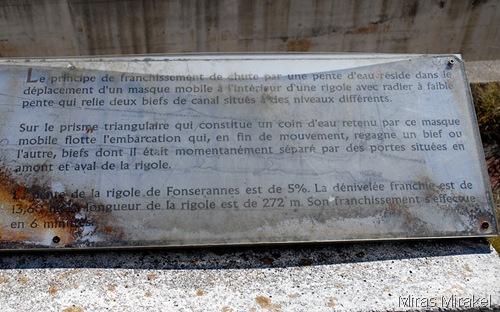 Le principe de franchissement de chute par une pente d'eau réside dans le
déplacement d'un masque mobile à l'intérieur d'une rigole avec radier à faible
pente qui relie deux biefs de canal situés à des niveaux différents.
Sur le prisme triangulaire qui constitue un coin d'eau retenu par ce masque
mobile flotte l'embarcation qui, en fin de mouvement, regagne un bief ou
l'autre, biefs dont il était momentanément séparé par des portes situées en
amont et aval de la rigole.
de la rigole de Fonserannes est de 5%. La dénivelée franchie est de
longueur de la rigole est de 272 m. Son franchissement s'effectue
en 6
Miras Mirakel